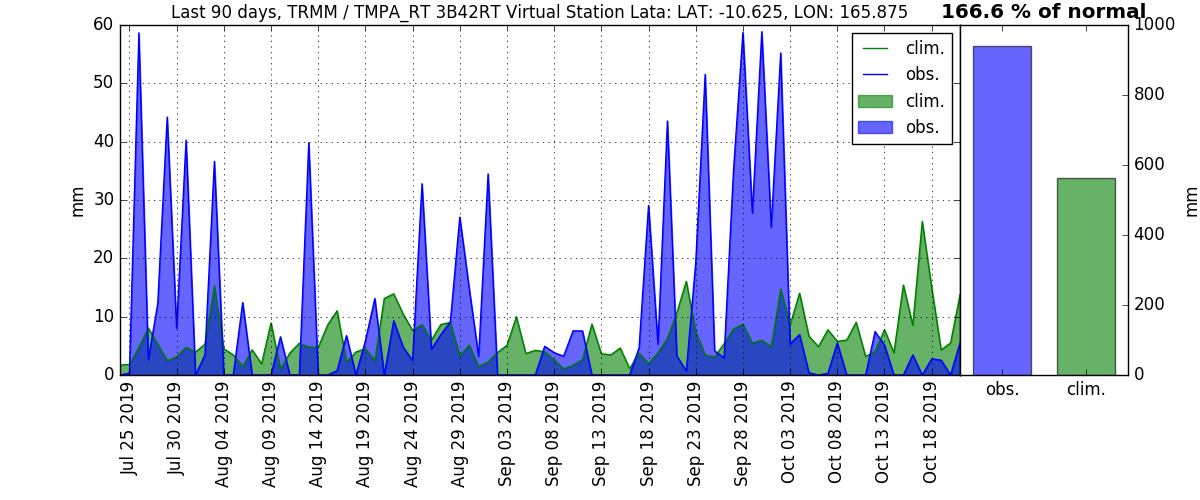 Last 90 days, TRMM / TMPA_RT 3B42RT Virtual Station Lata: LAT: -10.625, LON: 165.875
166.6 % of normal
60
50
40
30
20
10
0
mm
clim.
obs.
clim.
obs.
1000
800
600
400
200
0
mm
Jul 25 2019
Jul 30 2019
Aug 04 2019
Aug 09 2019
Aug 14 2019
Aug 19 2019
Aug 24 2019
Aug 29 2019
Sep 03 2019
Sep 08 2019
Sep 13 2019
Sep 18 2019
Sep 23 2019
Sep 28 2019
Oct 03 2019
Oct 08 2019
Oct 13 2019
Oct 18 2019
obs.
clim.